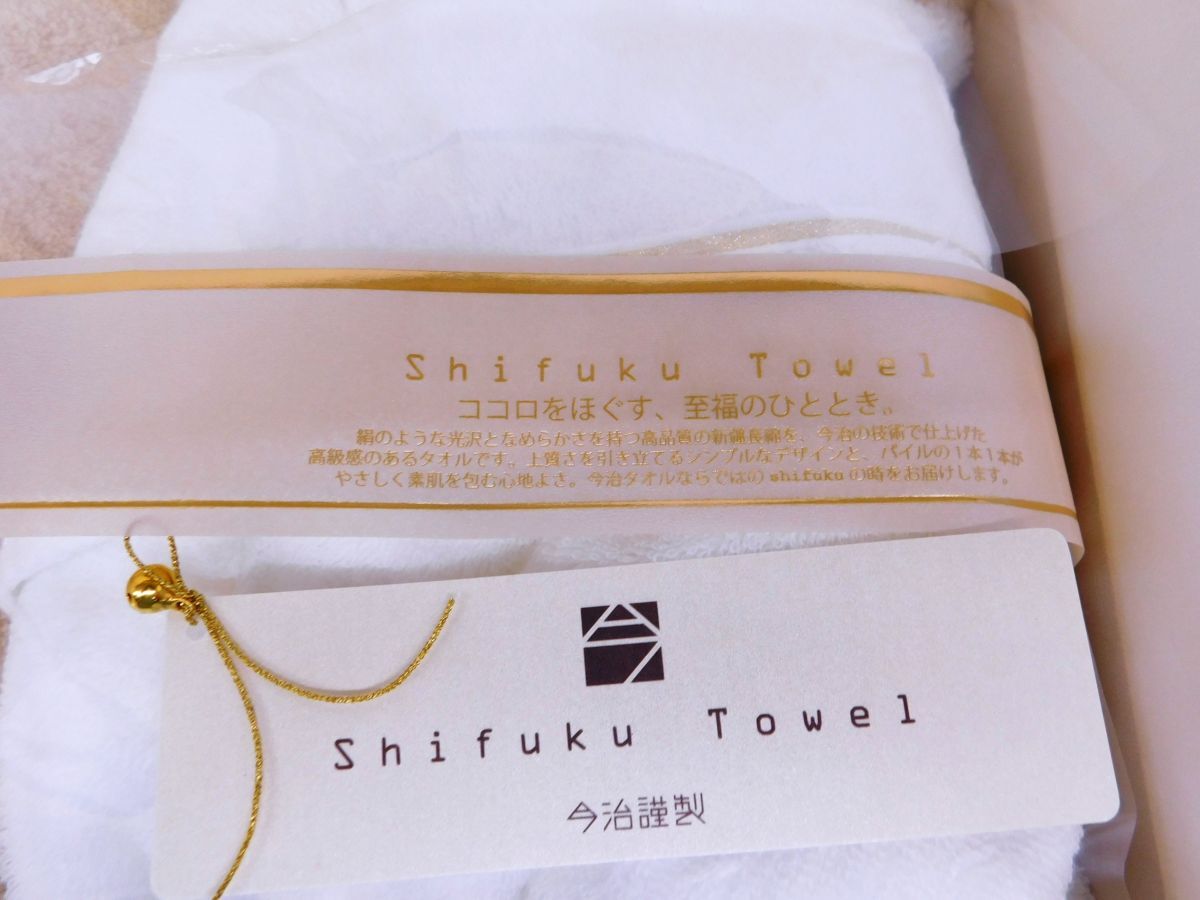 Shifuku Towel
ココロをほぐす、至福のひととき。
絹のような光沢となめらかさを持つ高品質の新綿長綿を、今治の技術で仕上げた
高級感のあるタオルです。上質さを引き立てるシンプルなデザインと、パイルの1本1本が
やさしく素肌を包む心地よさ。今治タオルならではのshifukuの時をお届けします。
今
Shifuku Towel
今治謹製